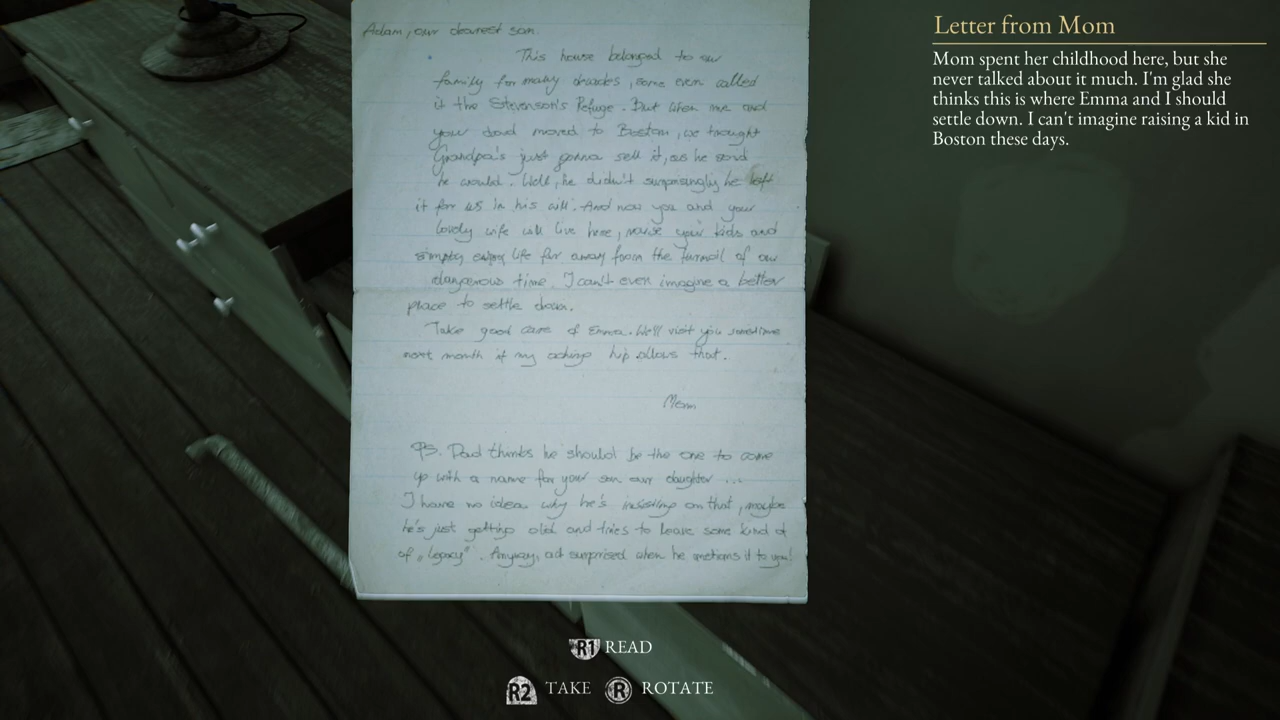 Adam, our dearest son.
This house belonged to our
family for many decades, some even called
it the Stevenson's Refuge. But when me and
your dad moved to Boston, we thought
Grandpa's just gonna sell it, as he said
he would. Well, he didn't surprisingly he left
it for us in his will. And now you and your
lovely wife will live here, raise your kids and
simply enjoy life far away from the turmoil of our
dangerous time. I can't even imagine a better
place to settle down.
Take good care of Emma. We'll visit you sometime
next month if my aching hip allows that.
Mom
PS. Dad thinks he should be the one to come
up with a name for your son our daughter ...
I have no idea why he's insisting on that, maybe
he's just getting old and tries to leave some kind of
of „legacy". Anyway, act surprised when he mentions it to you!
Letter from Mom
Mom spent her childhood here, but she
never talked about it much. I'm glad she
thinks this is where Emma and I should
settle down. I can't imagine raising a kid in
Boston these days.
R1 READ
R2 TAKE R ROTATE